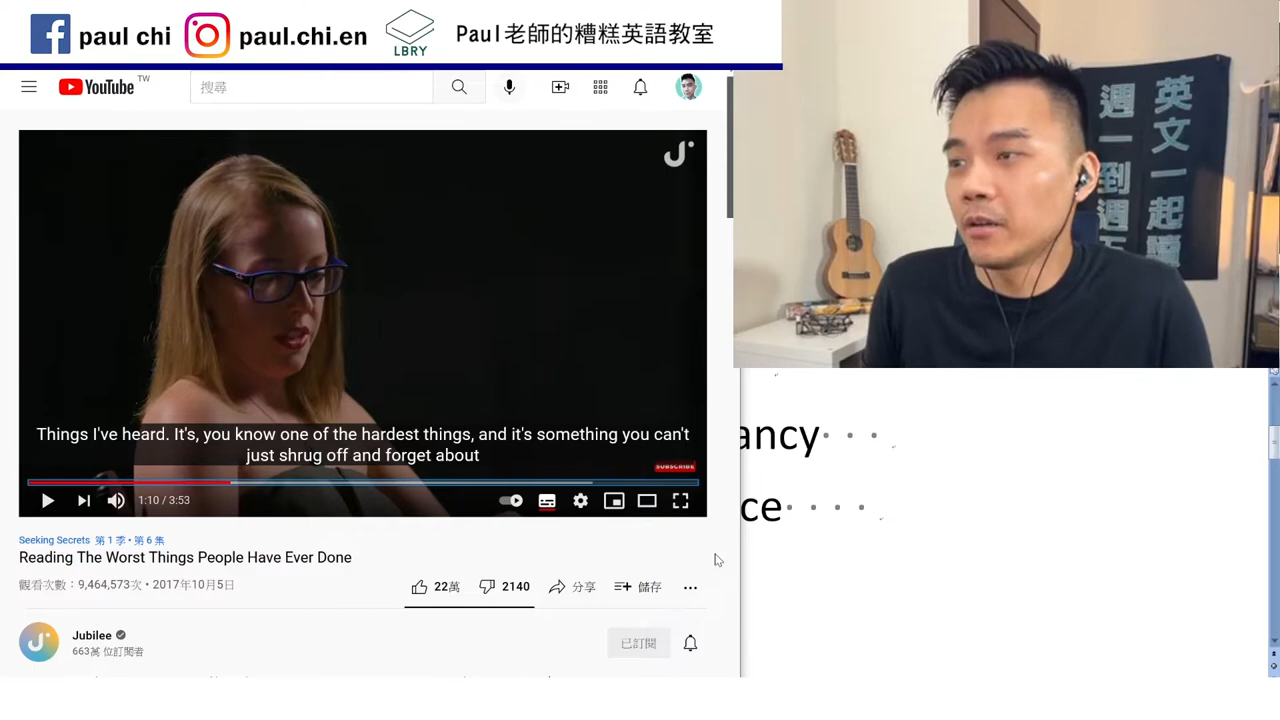 paul chi
paul.chi.en
LBRY
Paul老師的糟糕英語教室
YouTube TW
搜尋
英文一起讀
週一到週五
Things I've heard. It's, you know one of the hardest things, and it's something you can't
just shrug off and forget about
SUBSCRIBE
1:10 / 3:53
ancy
ce
Seeking Secrets 第 1 季 • 第 6 集
Reading The Worst Things People Have Ever Done
觀看次數：9,464,573次 • 2017年10月5日
22萬
2140
分享
儲存
Jubilee
663萬 位訂閱者
已訂閱